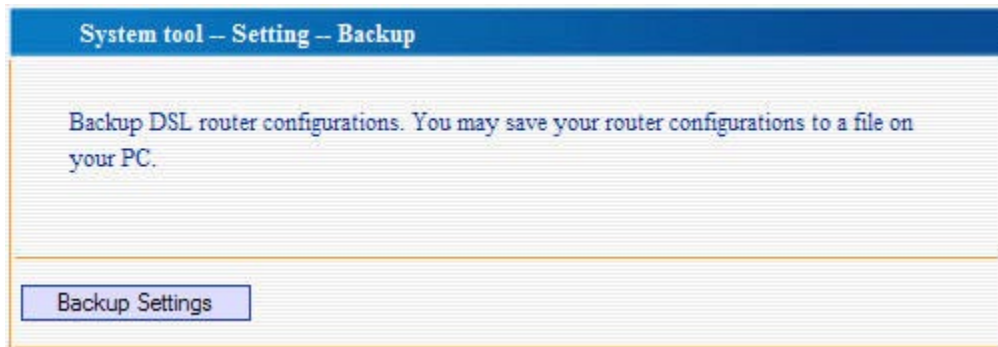 System tool -- Setting -- Backup
Backup DSL router configurations. You may save your router configurations to a file on
your PC.
Backup Settings